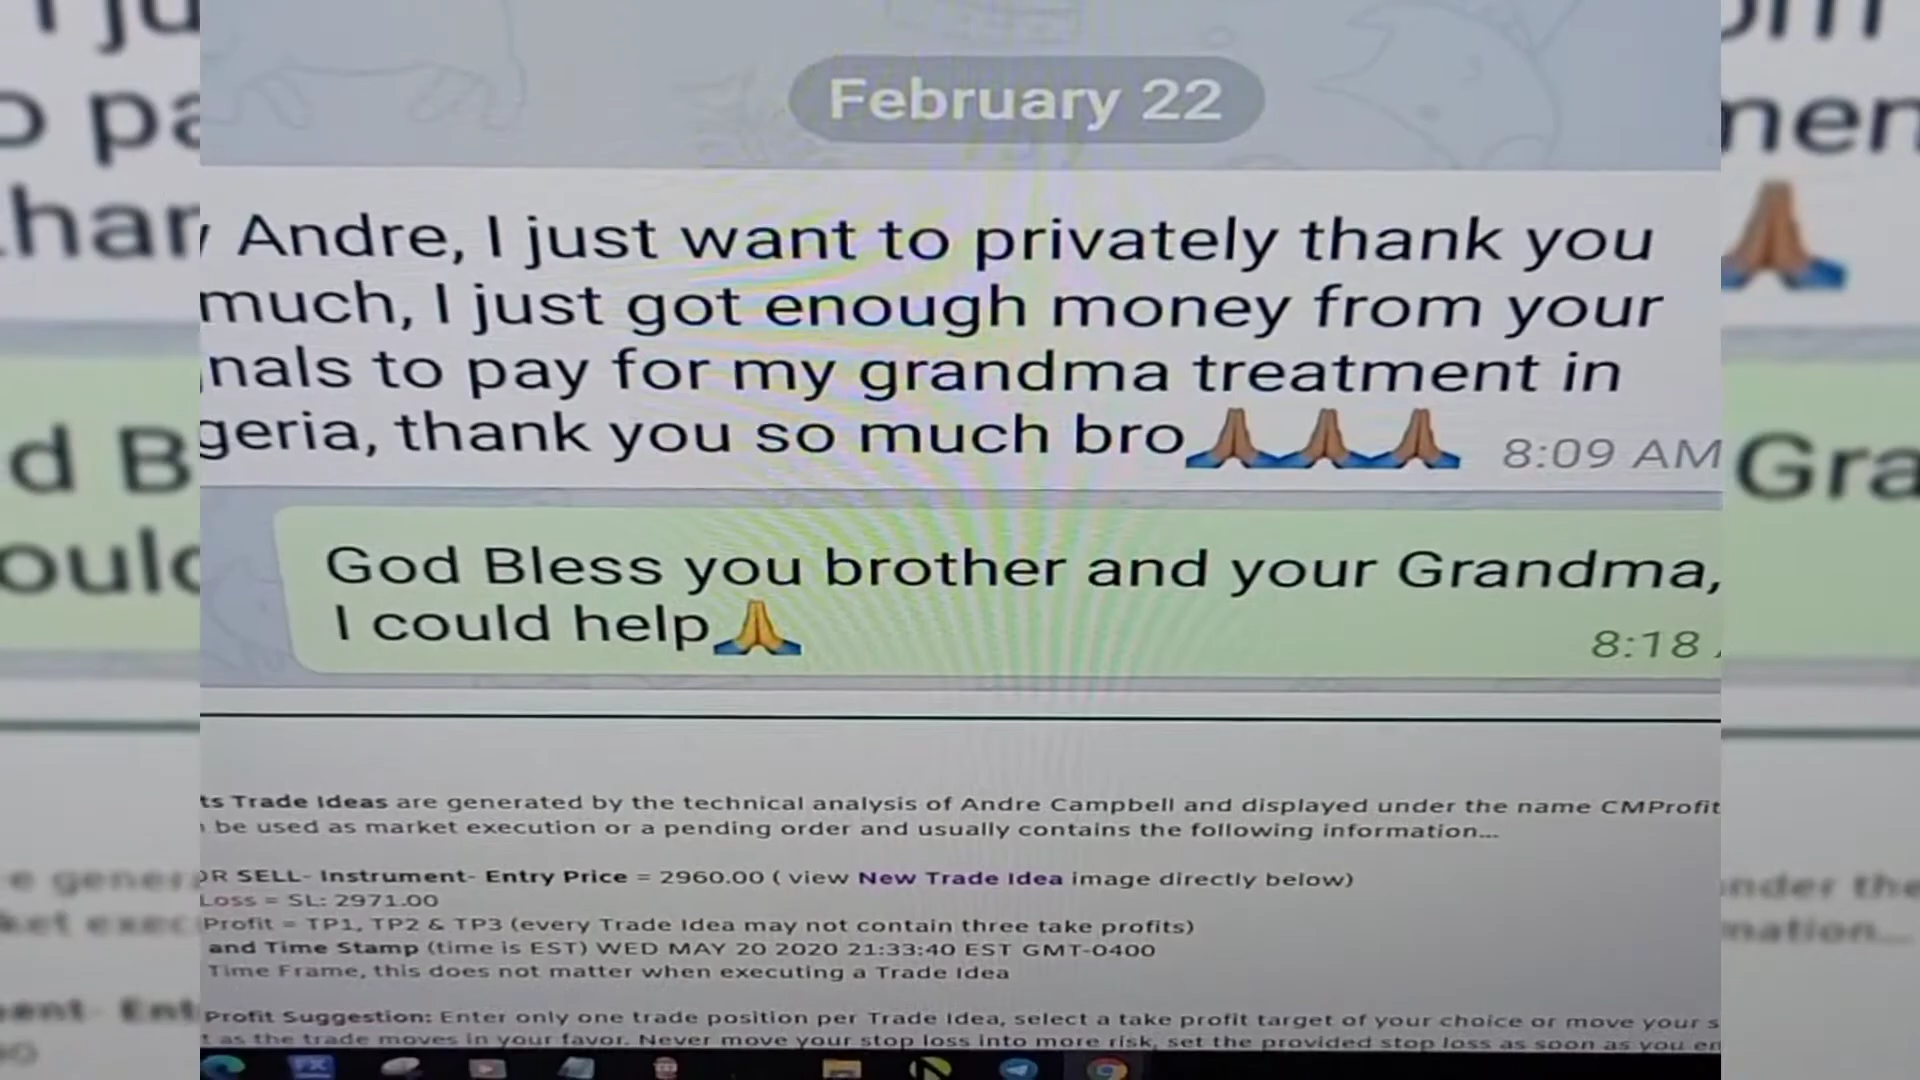 February 22
Andre, I just want to privately thank you
much, I just got enough money from your
nals to pay for my grandma treatment in
geria, thank you so much bro🙏🏽🙏🏽🙏🏽 8:09 AM
God Bless you brother and your Grandma,
I could help🙏
8:18
ts Trade Ideas are generated by the technical analysis of Andre Campbell and displayed under the name CMProfit
be used as market execution or a pending order and usually contains the following information...
OR SELL- Instrument- Entry Price = 2960.00 ( view New Trade Idea image directly below)
Loss = SL: 2971.00
Profit = TP1, TP2 & TP3 (every Trade Idea may not contain three take profits)
and Time Stamp (time is EST) WED MAY 20 2020 21:33:40 EST GMT-0400
Time Frame, this does not matter when executing a Trade Idea
Profit Suggestion: Enter only one trade position per Trade Idea, select a take profit target of your choice or move your s
as the trade moves in your favor. Never move your stop loss into more risk, set the provided stop loss as soon as you en